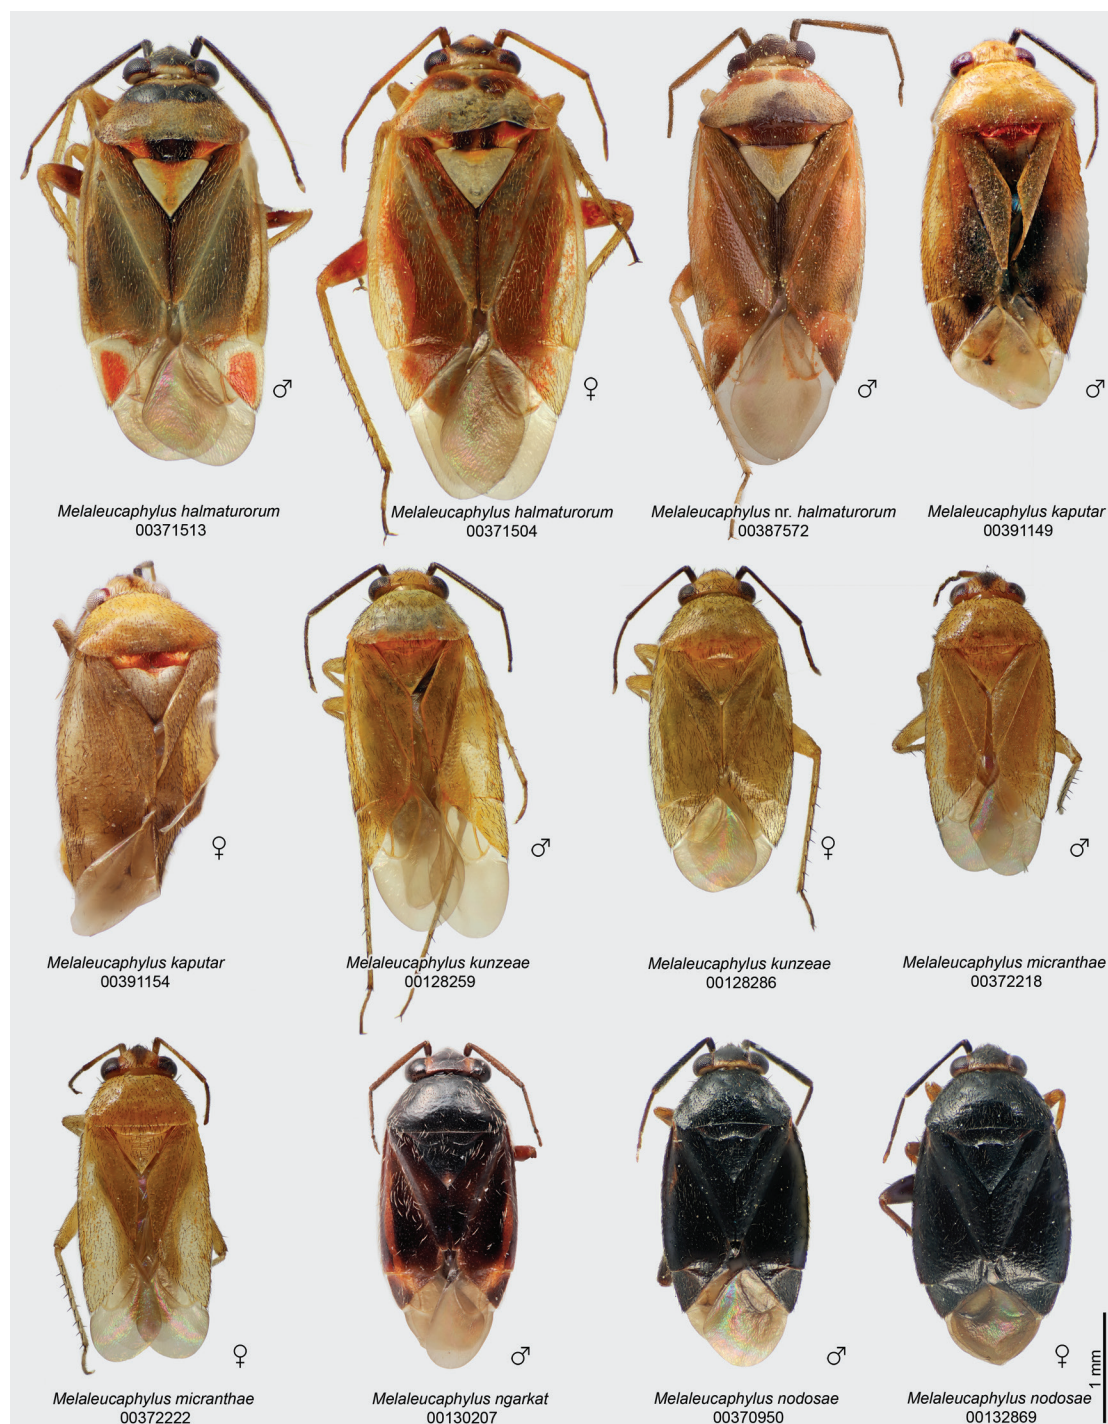 ♂
♀
♂
♂
Melaleucaphylus halmaturorum
00371513
Melaleucaphylus halmaturorum
00371504
Melaleucaphylus nr. halmaturorum
00387572
Melaleucaphylus kaputar
00391149
♀
♂
♀
♂
Melaleucaphylus kaputar
00391154
Melaleucaphylus kunzeae
00128259
Melaleucaphylus kunzeae
00128286
Melaleucaphylus micranthae
00372218
♀
♂
♂
♀
1 mm
Melaleucaphylus micranthae
00372222
Melaleucaphylus ngarkat
00130207
Melaleucaphylus nodosae
00370950
Melaleucaphylus nodosae
00132869